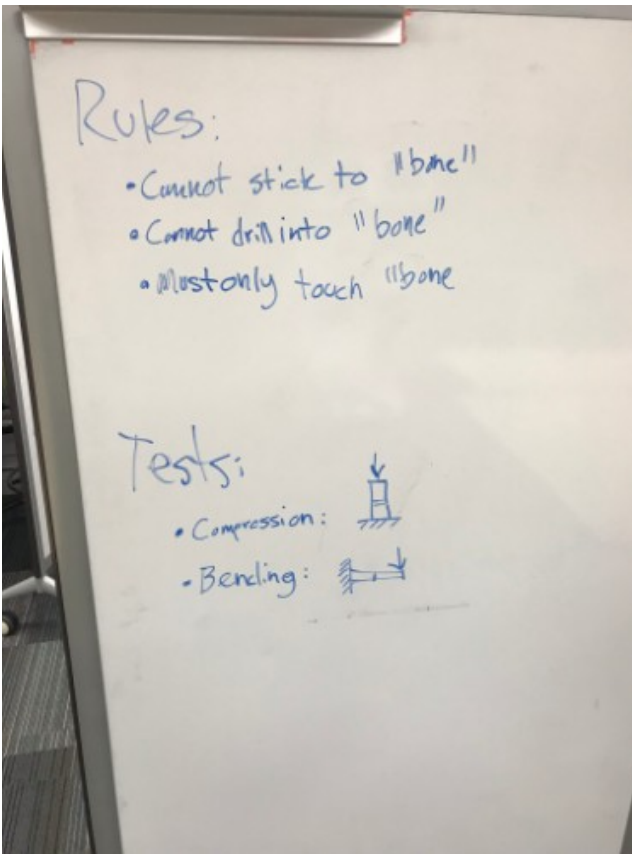 Rules:
• Cannot stick to "bone"
• Cannot drill into "bone"
• Must only touch "bone
Tests:
• Compression:
• Bending: